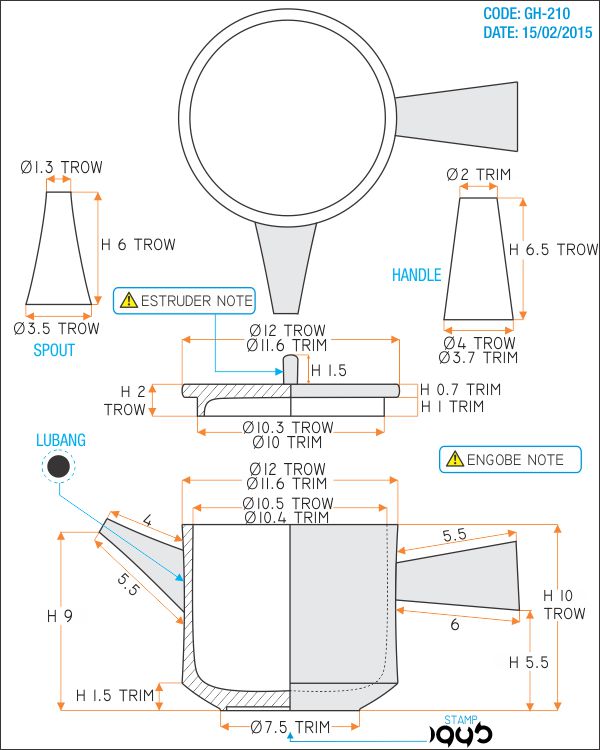 CODE: GH-210
DATE: 15/02/2015
Ø1.3 TROW
H 6 TROW
Ø3.5 TROW
SPOUT
Ø2 TRIM
H 6.5 TROW
HANDLE
Ø4 TROW
Ø3.7 TRIM
ESTRUDER NOTE
Ø12 TROW
Ø11.6 TRIM
H 1.5
H 2
TROW
H 0.7 TRIM
H 1 TRIM
Ø10.3 TROW
Ø10 TRIM
LUBANG
ENGOBE NOTE
Ø12 TROW
Ø11.6 TRIM
Ø10.5 TROW
Ø10.4 TRIM
4
5.5
5.5
6
H 9
H 10
TROW
H 5.5
H 1.5 TRIM
Ø7.5 TRIM
STAMP